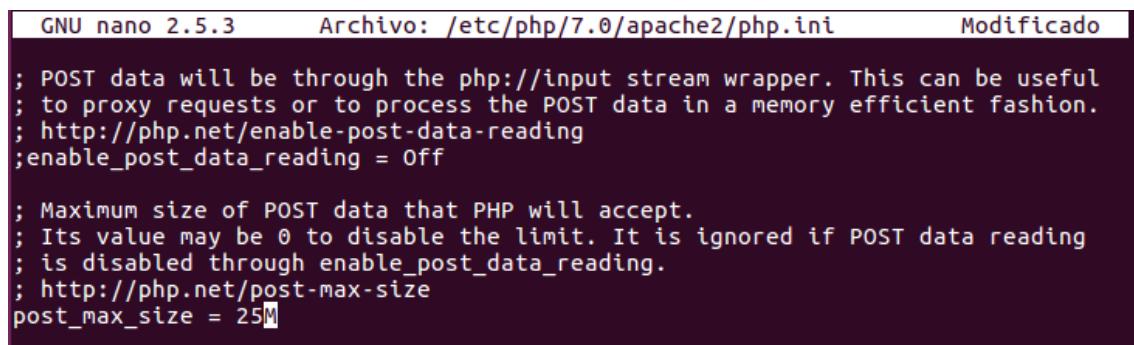 GNU nano 2.5.3 Archivo: /etc/php/7.0/apache2/php.ini Modificado
; POST data will be through the php://input stream wrapper. This can be useful
; to proxy requests or to process the POST data in a memory efficient fashion.
; http://php.net/enable-post-data-reading
;enable_post_data_reading = Off
; Maximum size of POST data that PHP will accept.
; Its value may be 0 to disable the limit. It is ignored if POST data reading
; is disabled through enable_post_data_reading.
; http://php.net/post-max-size
post_max_size = 25M